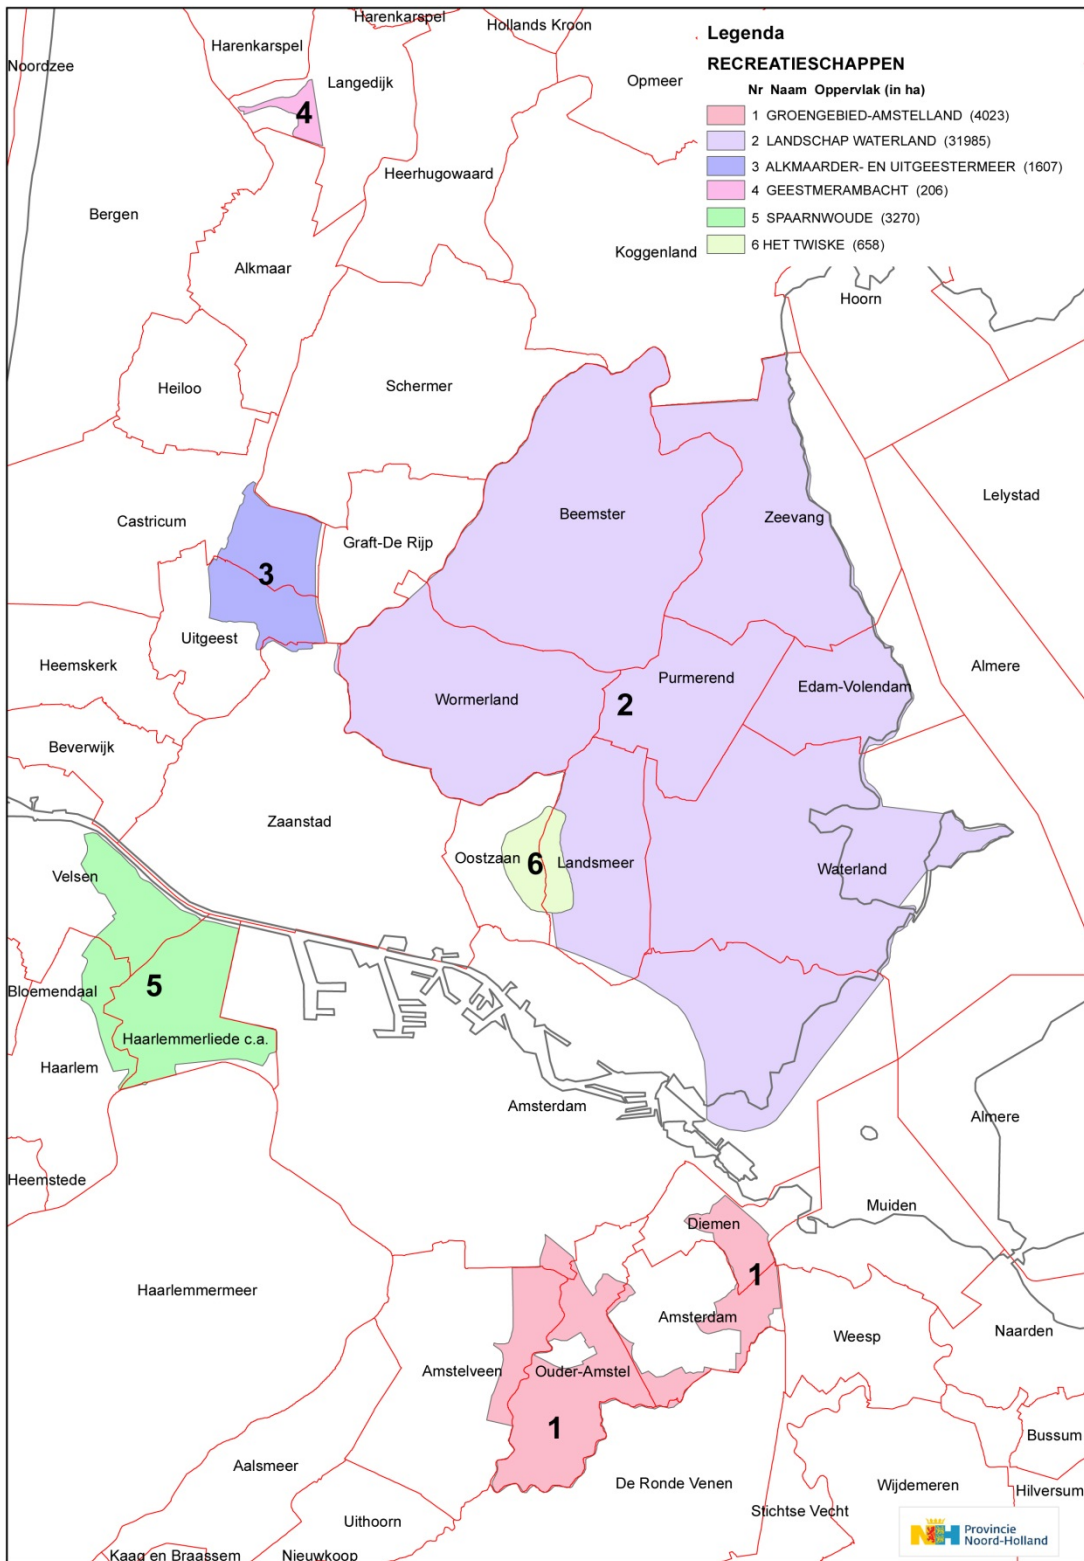 Harenkarspel
Hollands Kroon
Harenkarspel
Noordzee
Langedijk
Opmeer
Legenda
RECREATIESCHAPPEN
Nr Naam Oppervlak (in ha)
1 GROENGEBIED-AMSTELLAND (4023)
2 LANDSCHAP WATERLAND (31985)
3 ALKMAARDER- EN UITGEESTERMEER (1607)
4 GEESTMERAMBACHT (206)
5 SPAARNWOUDE (3270)
6 HET TWISKE (658)
4
Heerhugowaard
Bergen
Koggenland
Alkmaar
Hoorn
Heiloo
Schermer
Lelystad
Castricum
Beemster
Zeevang
Graft-De Rijp
3
Uitgeest
Heemskerk
Almere
Purmerend
Edam-Volendam
Wormerland
2
Beverwijk
Zaanstad
Oostzaan
6
Landsmeer
Waterland
Velsen
5
Bloemendaal
Haarlemmerliede c.a.
Haarlem
Amsterdam
Almere
Heemstede
Muiden
Diemen
1
Haarlemmermeer
Amsterdam
Weesp
Naarden
Amstelveen
Ouder-Amstel
1
Bussum
Aalsmeer
De Ronde Venen
Wijdemeren
Hilversum
Stichtse Vecht
Uithoorn
Kaag en Braassem
Nieuwkoop
NH
Provincie
Noord-Holland